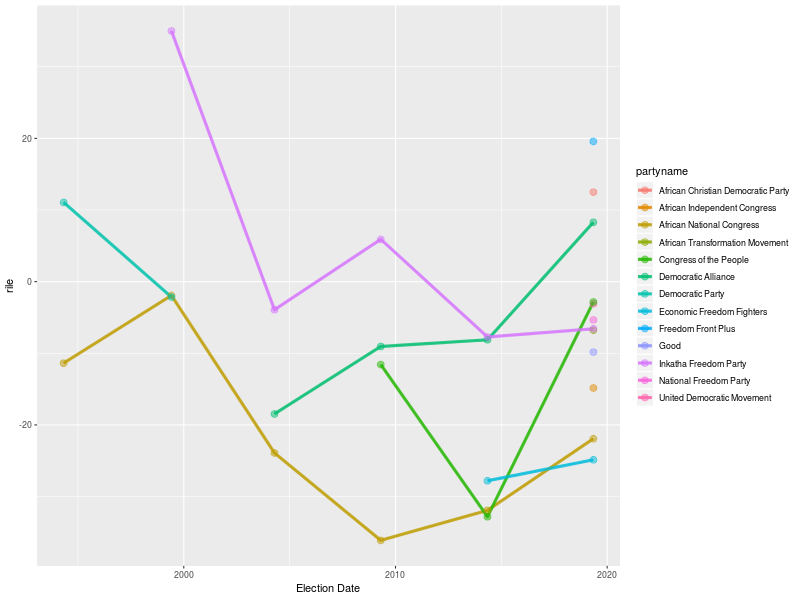 20
0
-20
rile
2000
2010
2020
Election Date
partyname
African Christian Democratic Party
African Independent Congress
African National Congress
African Transformation Movement
Congress of the People
Democratic Alliance
Democratic Party
Economic Freedom Fighters
Freedom Front Plus
Good
Inkatha Freedom Party
National Freedom Party
United Democratic Movement